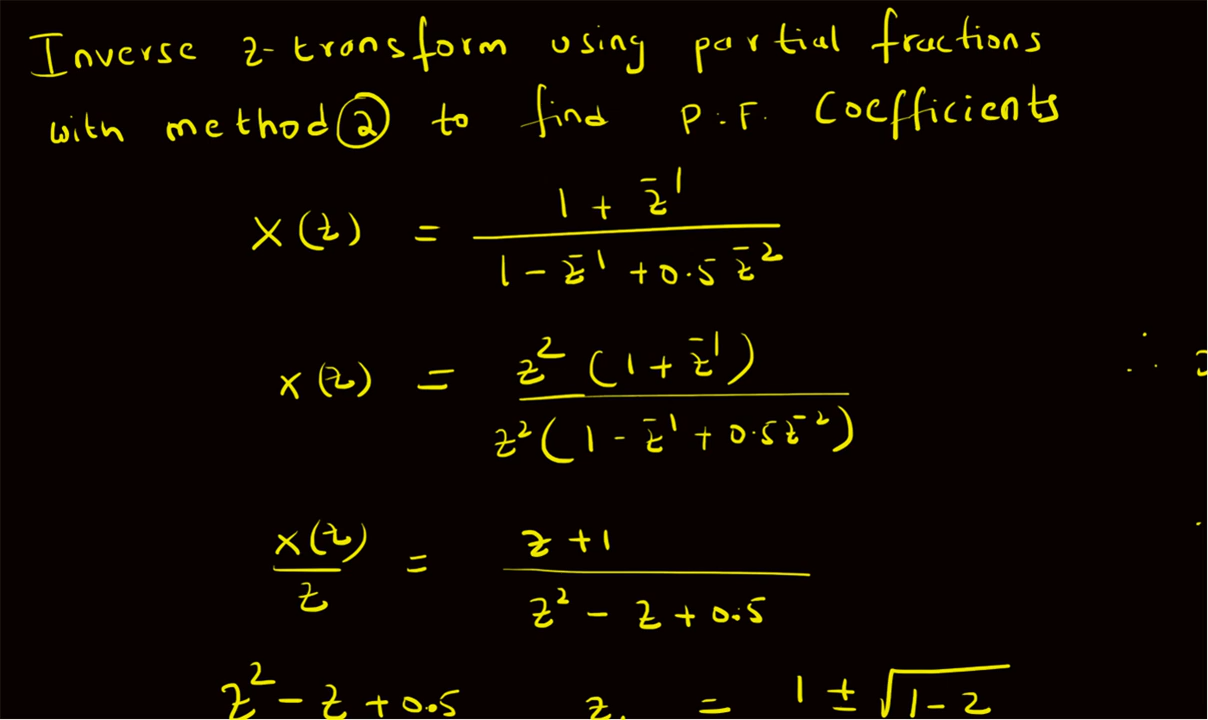 Inverse z-transform using partial fractions
with method ② to find P.F. Coefficients
X(z) = (1 + z⁻¹) / (1 - z⁻¹ + 0.5 z⁻²)
X(z) = z² (1 + z⁻¹) / z² (1 - z⁻¹ + 0.5 z⁻²)
X(z)/z = (z + 1) / (z² - z + 0.5)
z² - z + 0.5 z = 1 ± √(1 - 2)
∴